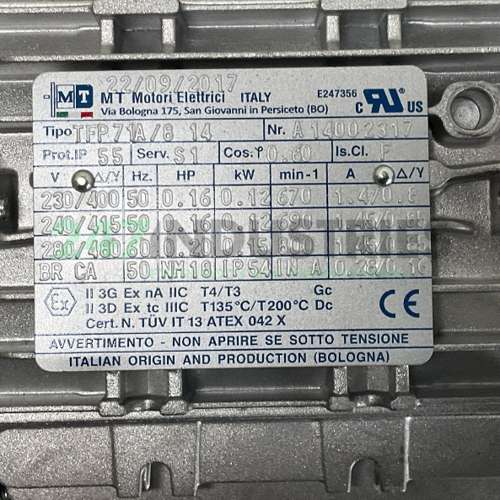 22/09/2017
MT MT Motori Elettrici ITALY E247356
Via Bologna 175, San Giovanni in Persiceto (BO) C RU US
Tipo TFP 71A/8 14 Nr. A 14002317
Prot.IP 55 Serv. S1 Cos.φ 0.60 Is.Cl. F
V Δ/Y Hz. HP kW min-1 A Δ/Y
230/400 50 0.16 0.12 670 1.4/0.8
240/415 50 0.16 0.12 690 1.45/0.85
280/480 60 0.20 0.15 800 1.45/0.85
BR CA 50 NM18 IP54 IN A 0.28/0.16
INDUSTRIE
Ex II 3G Ex nA IIC T4/T3 Gc
II 3D Ex tc IIIC T135°C/T200°C Dc
Cert. N. TÜV IT 13 ATEX 042 X
AVVERTIMENTO - NON APRIRE SE SOTTO TENSIONE
ITALIAN ORIGIN AND PRODUCTION (BOLOGNA)